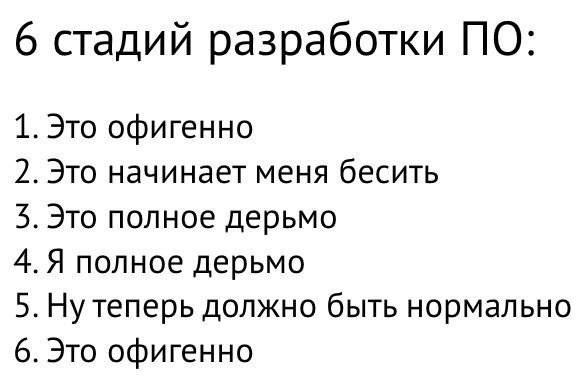 6 стадий разработки ПО:
1. Это офигенно
2. Это начинает меня бесить
3. Это полное дерьмо
4. Я полное дерьмо
5. Ну теперь должно быть нормально
6. Это офигенно